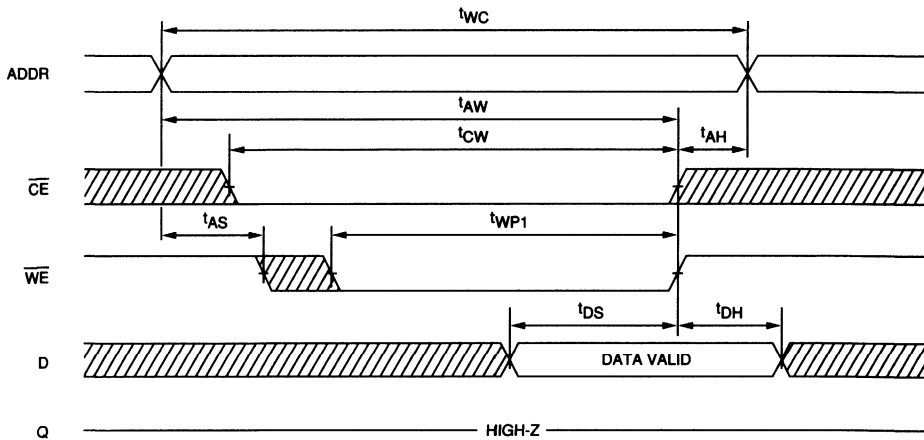 tWC
ADDR
tAW
tCW
tAH
CE
tAS
tWP1
WE
tDS
tDH
D
DATA VALID
Q
HIGH-Z